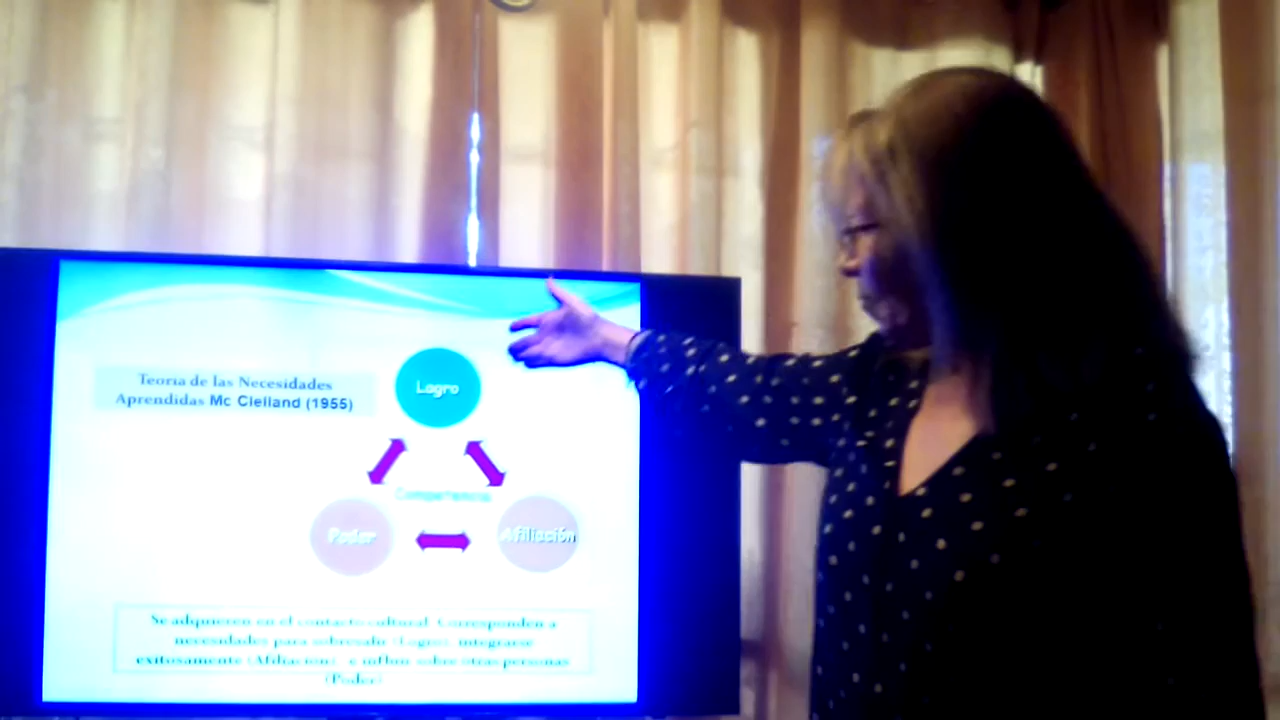 Teoria de las Necesidades
Aprendidas Mc Clelland (1955)
Logro
Competencia
Poder
Afiliación
Se adquieren en el contacto cultural. Corresponden a
necesidades para sobresalir (Logro), integrarse
exitosamente (Afiliación), e influir sobre otras personas
(Poder)